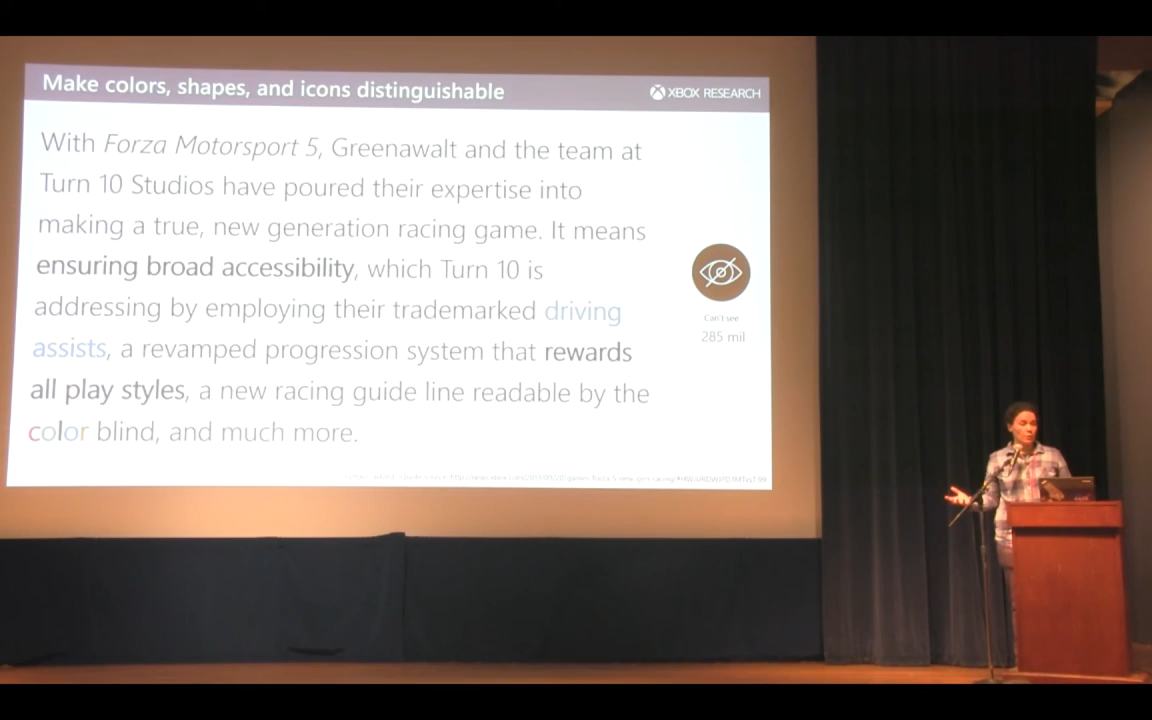 Make colors, shapes, and icons distinguishable
XBOX RESEARCH
With Forza Motorsport 5, Greenawalt and the team at
Turn 10 Studios have poured their expertise into
making a true, new generation racing game. It means
ensuring broad accessibility, which Turn 10 is
addressing by employing their trademarked driving
assists, a revamped progression system that rewards
all play styles, a new racing guide line readable by the
color blind, and much more.
Can't see
285 mil